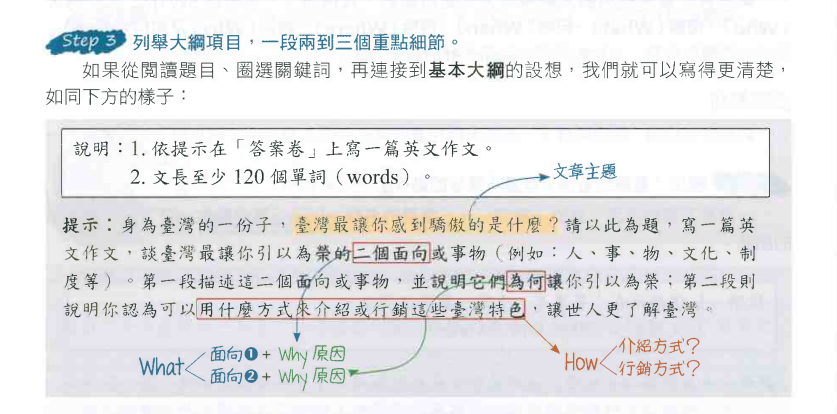 Step 3 列舉大綱項目，一段兩到三個重點細節。
如果從閱讀題目、圈選關鍵詞，再連接到基本大綱的設想，我們就可以寫得更清楚，
如同下方的樣子：
說明：1. 依提示在「答案卷」上寫一篇英文作文。
2. 文長至少 120 個單詞（words）。
文章主題
提示：身為臺灣的一份子，臺灣最讓你感到驕傲的是什麼？請以此為題，寫一篇英
文作文，談臺灣最讓你引以為榮的二個面向或事物（例如：人、事、物、文化、制
度等）。第一段描述這二個面向或事物，並說明它們為何讓你引以為榮；第二段則
說明你認為可以用什麼方式來介紹或行銷這些臺灣特色，讓世人更了解臺灣。
What
面向❶ + Why 原因
面向❷ + Why 原因
How
介紹方式？
行銷方式？